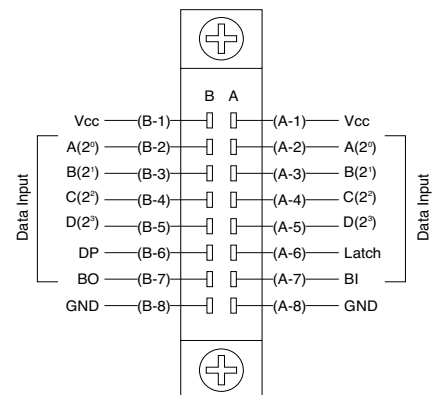 B A
Vcc (B-1) (A-1) Vcc
A(2⁰) (B-2) (A-2) A(2⁰)
B(2¹) (B-3) (A-3) B(2¹)
C(2²) (B-4) (A-4) C(2²)
D(2³) (B-5) (A-5) D(2³)
DP (B-6) (A-6) Latch
BO (B-7) (A-7) BI
GND (B-8) (A-8) GND
Data Input
Data Input